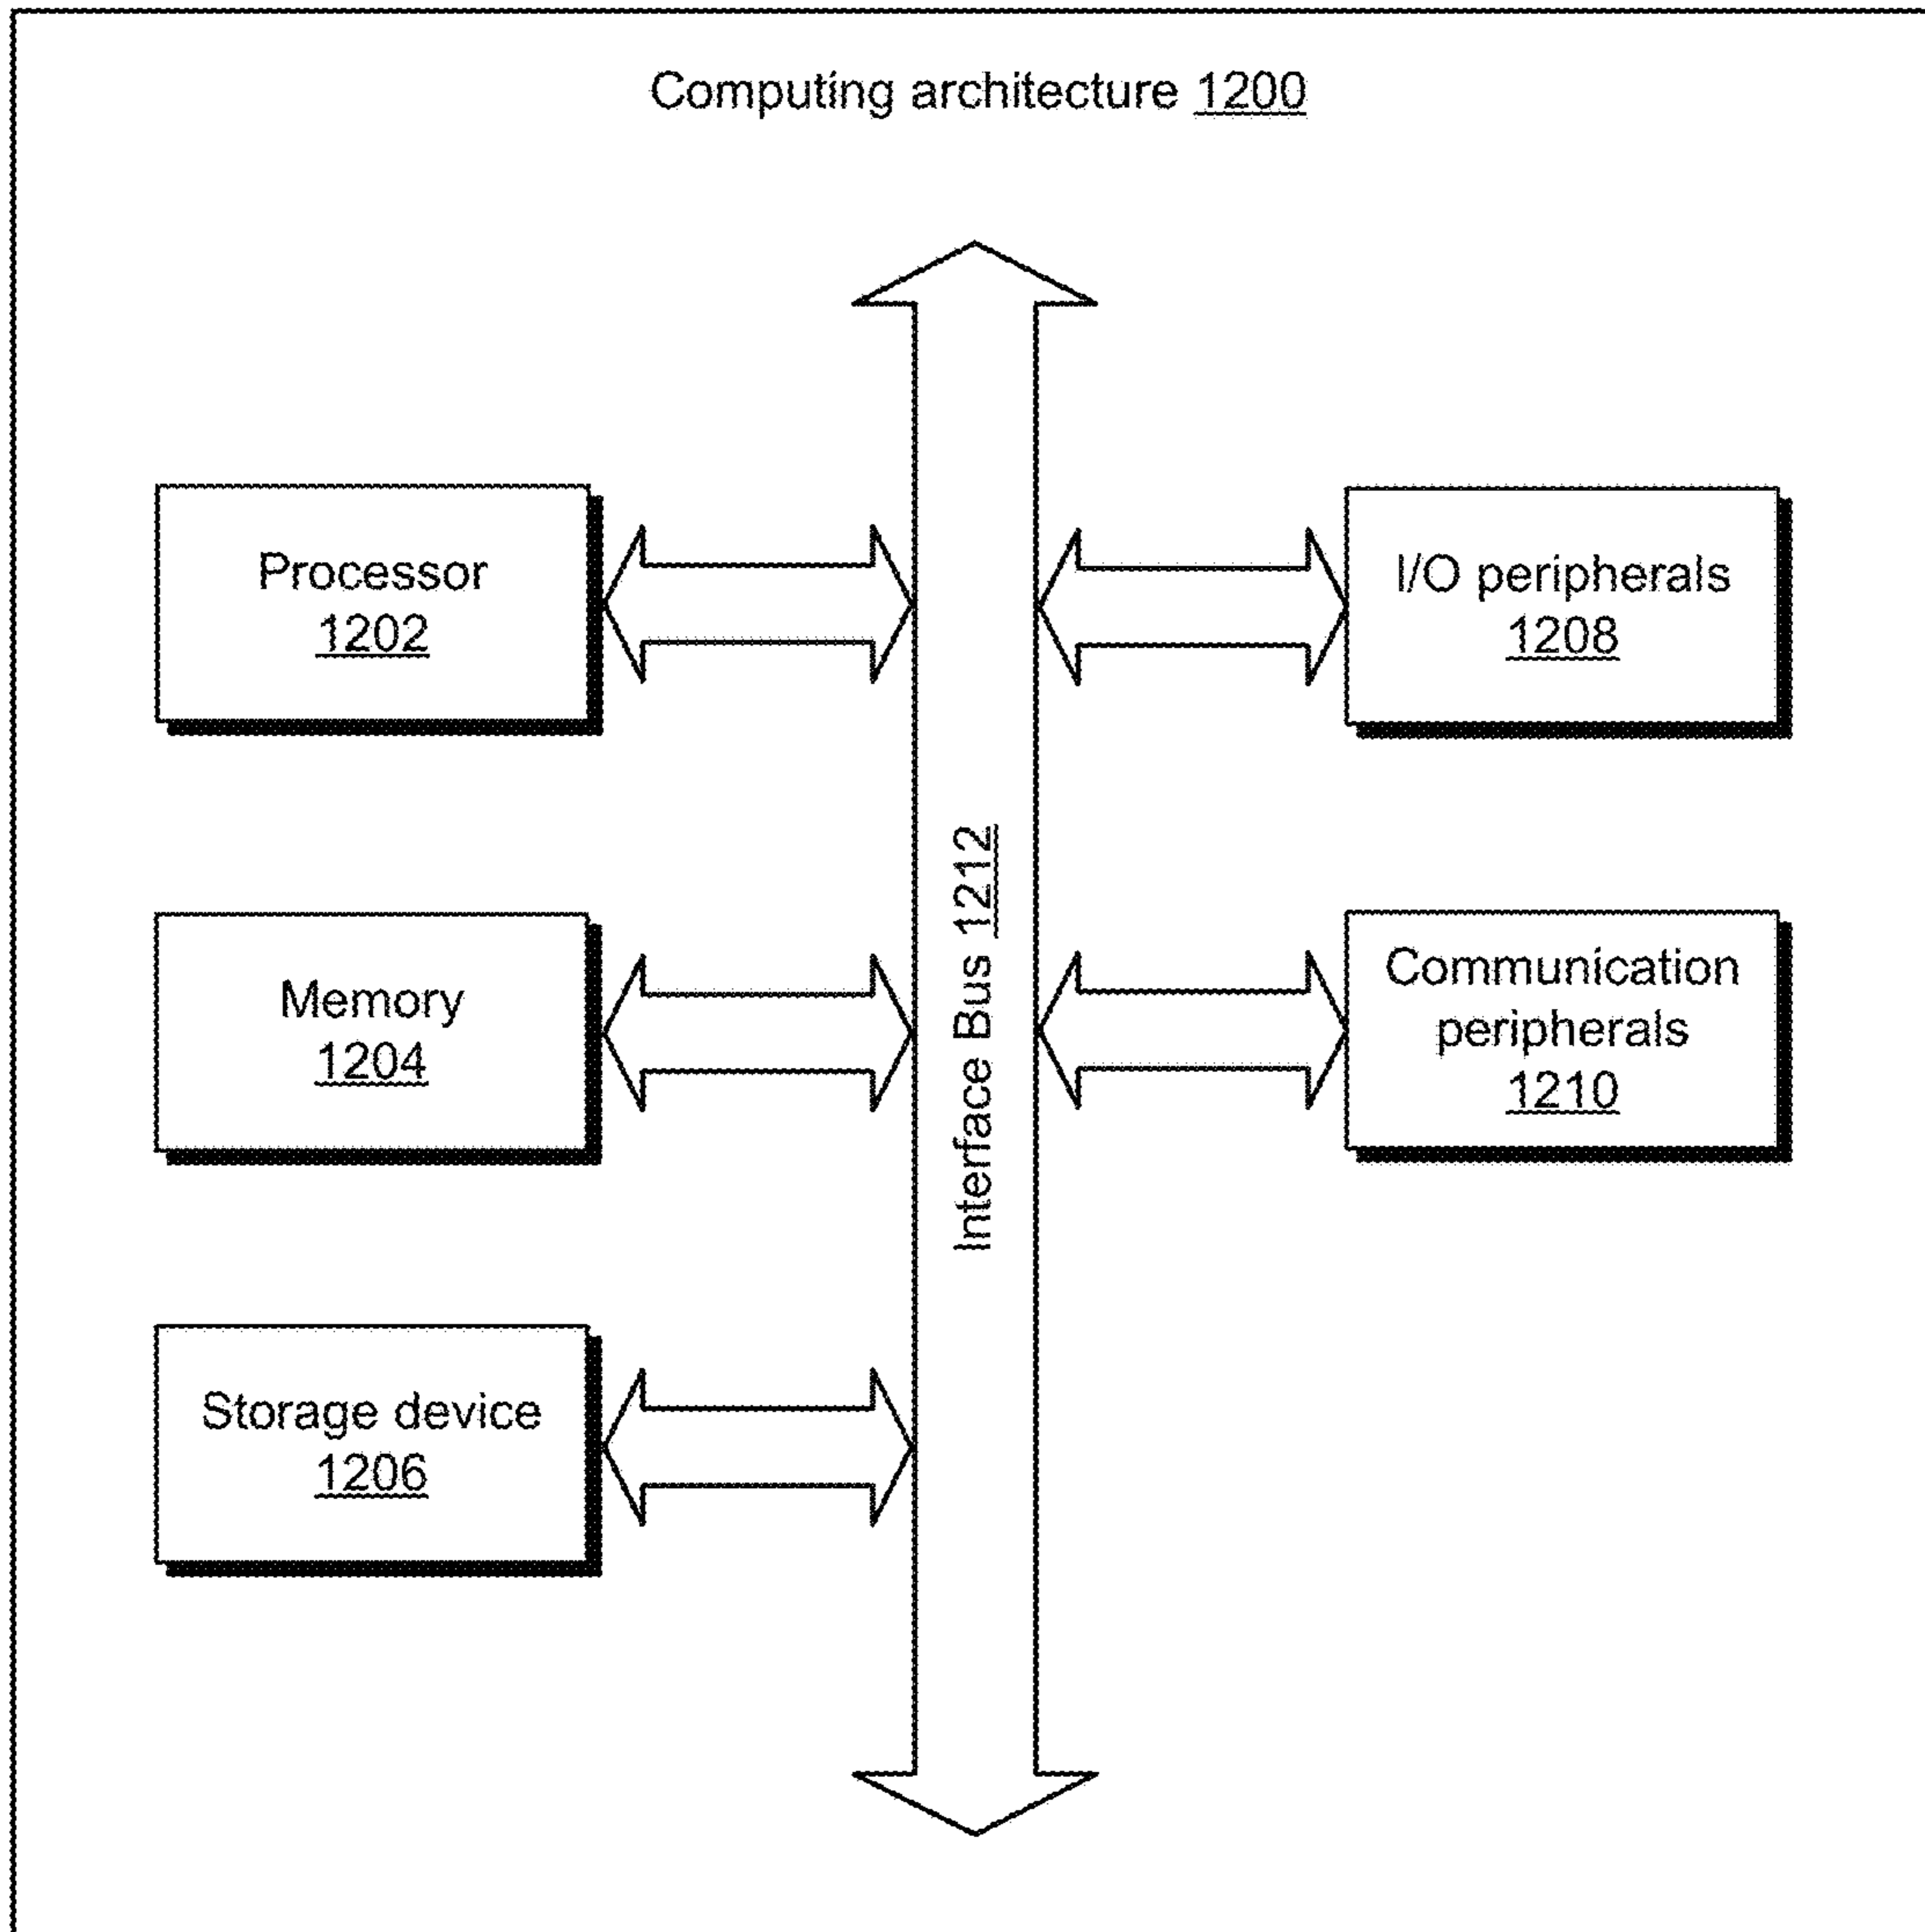 Computing architecture 1200
Processor
1202
Memory
1204
Storage device
1206
Interface Bus 1212
I/O peripherals
1208
Communication
peripherals
1210